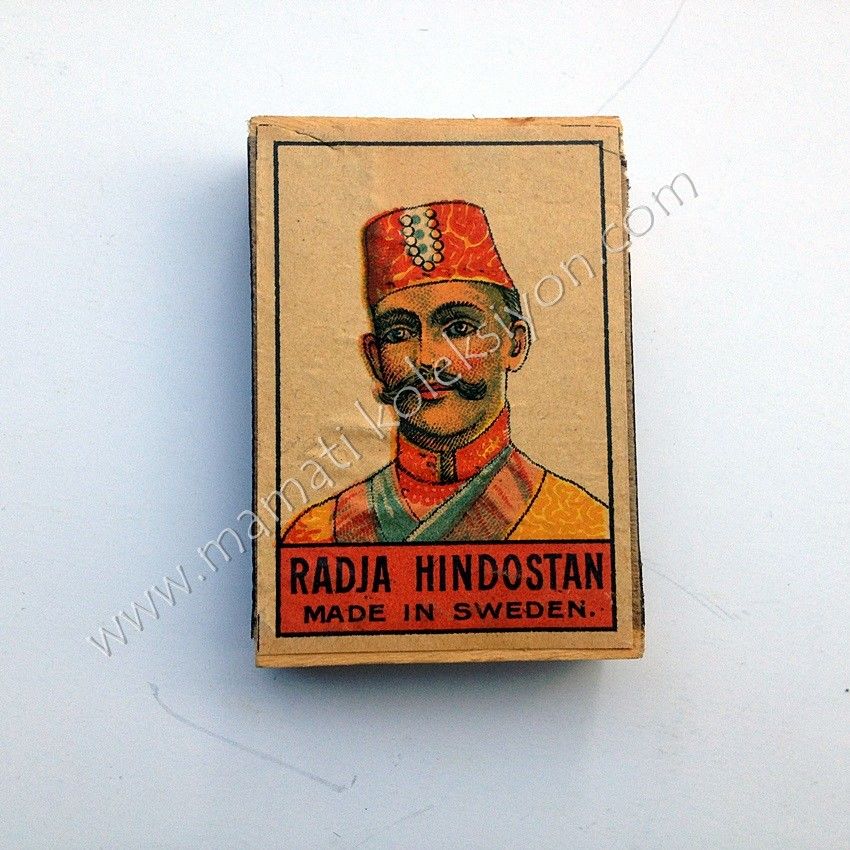 RADJA HINDOSTAN
MADE IN SWEDEN.
www.mamatikoleksiyon.com